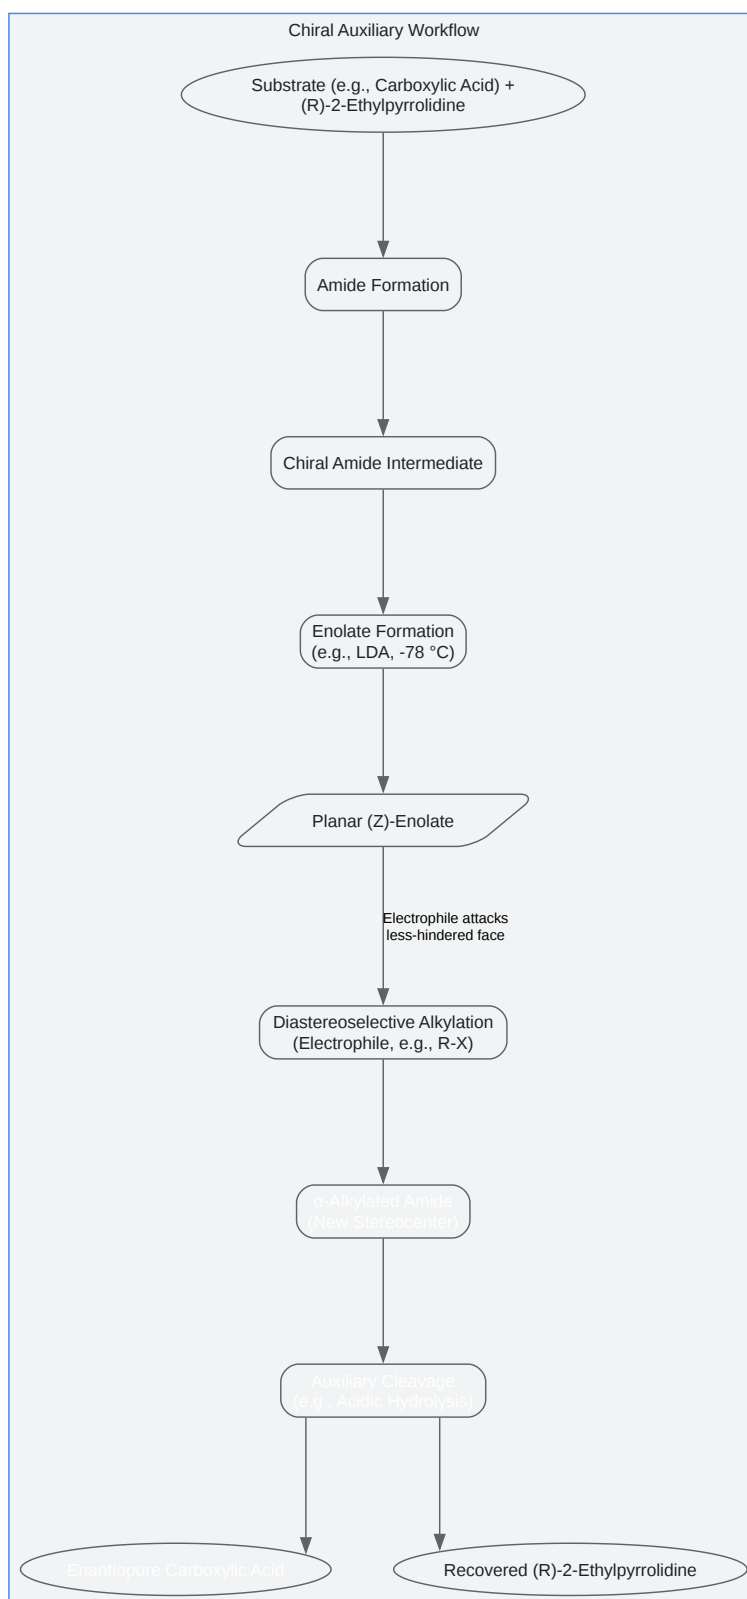 Chiral Auxiliary Workflow
Substrate (e.g., Carboxylic Acid) +
(R)-2-Ethylpyrrolidine
Amide Formation
Chiral Amide Intermediate
Enolate Formation
(e.g., LDA, -78 °C)
Planar (Z)-Enolate
Electrophile attacks
less-hindered face
Diastereoselective Alkylation
(Electrophile, e.g., R-X)
α-Alkylated Amide
(New Stereocenter)
Auxiliary Cleavage
(e.g., Acidic Hydrolysis)
Enantiopure Carboxylic Acid
Recovered (R)-2-Ethylpyrrolidine